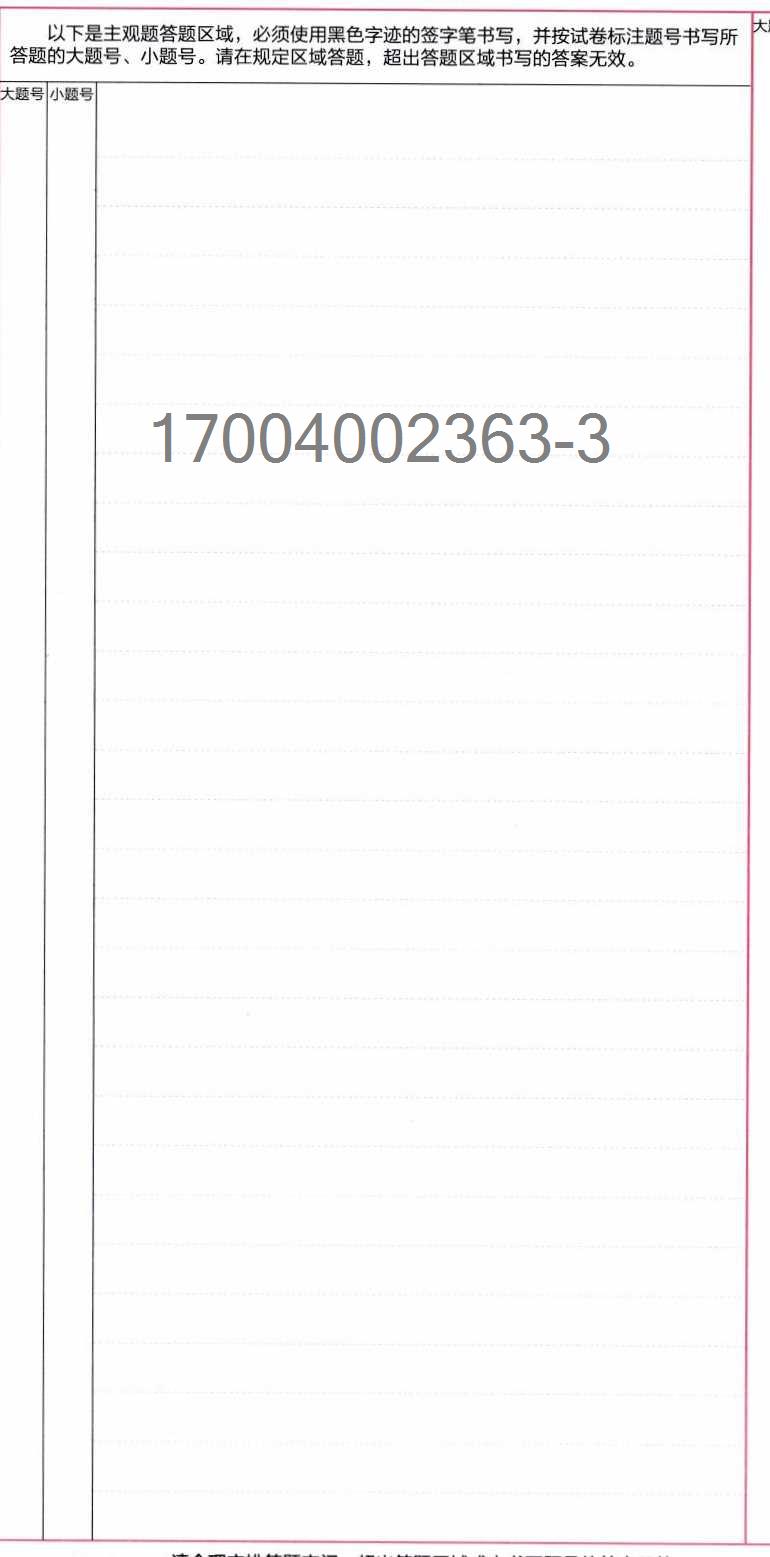 以下是主观题答题区域，必须使用黑色字迹的签字笔书写，并按试卷标注题号书写所
答题的大题号、小题号。请在规定区域答题，超出答题区域书写的答案无效。
大题号 小题号
17004002363-3